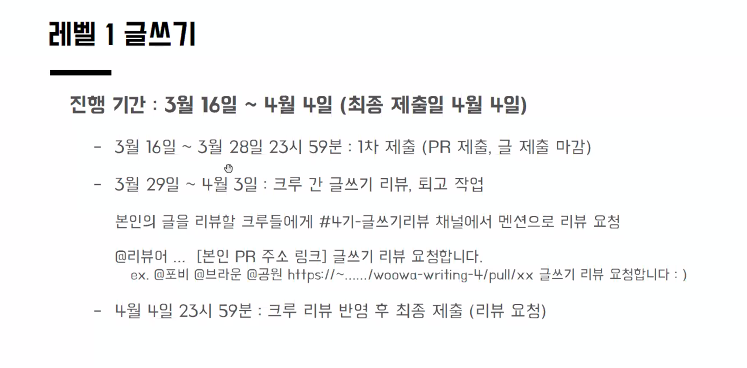 레벨 1 글쓰기
진행 기간 : 3월 16일 ~ 4월 4일 (최종 제출일 4월 4일)
- 3월 16일 ~ 3월 28일 23시 59분 : 1차 제출 (PR 제출, 글 제출 마감)
- 3월 29일 ~ 4월 3일 : 크루 간 글쓰기 리뷰, 퇴고 작업
본인의 글을 리뷰할 크루들에게 #4기-글쓰기리뷰 채널에서 멘션으로 리뷰 요청
@리뷰어 ... [본인 PR 주소 링크] 글쓰기 리뷰 요청합니다.
ex. @포비 @브라운 @공원 https://~....../woowa-writing-4/pull/xx 글쓰기 리뷰 요청합니다 : )
- 4월 4일 23시 59분 : 크루 리뷰 반영 후 최종 제출 (리뷰 요청)